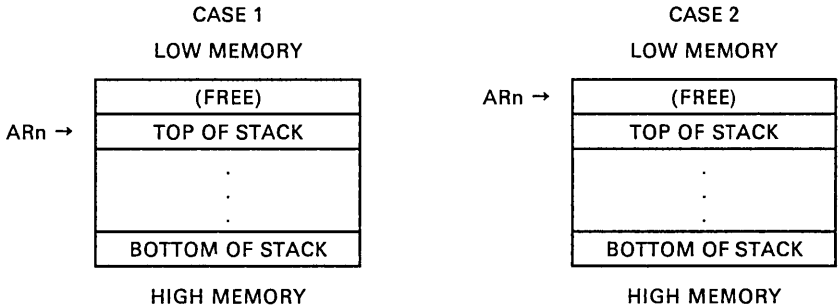 CASE 1
LOW MEMORY
(FREE)
ARn → TOP OF STACK
.
.
.
BOTTOM OF STACK
HIGH MEMORY
CASE 2
LOW MEMORY
ARn → (FREE)
TOP OF STACK
.
.
.
BOTTOM OF STACK
HIGH MEMORY